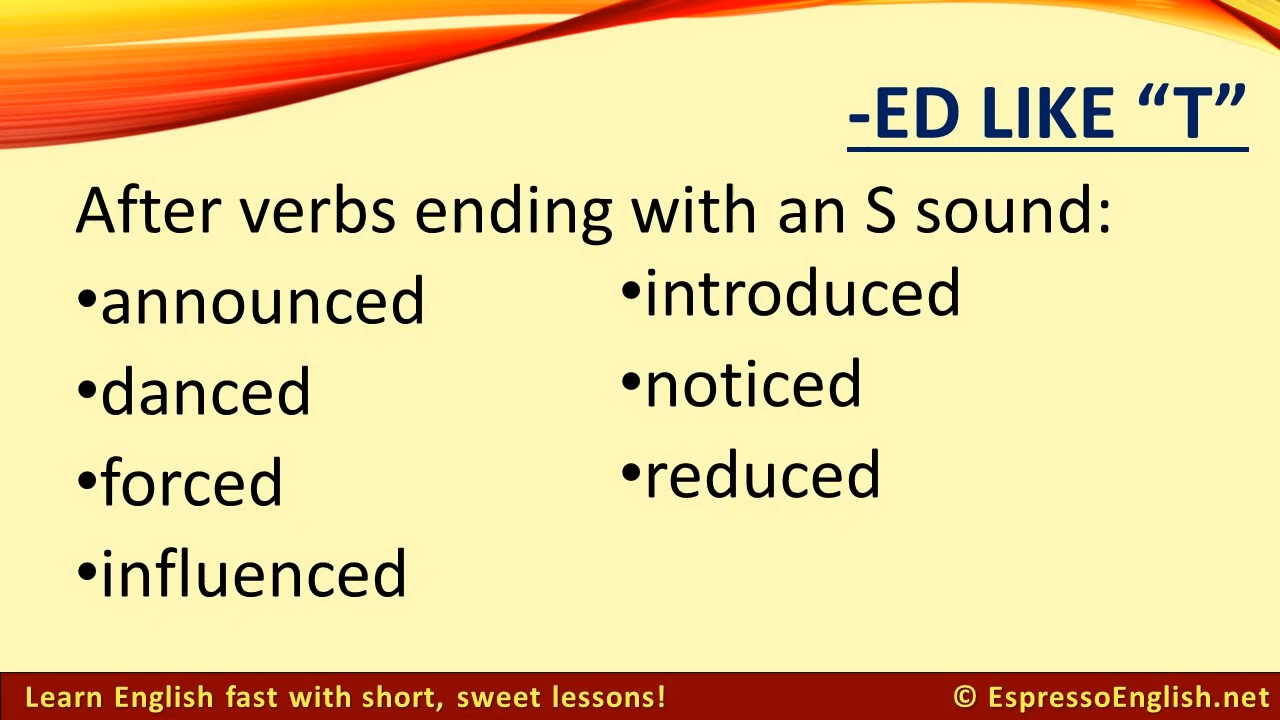 -ED LIKE “T”
After verbs ending with an S sound:
•announced
•danced
•forced
•influenced
•introduced
•noticed
•reduced
Learn English fast with short, sweet lessons!
© EspressoEnglish.net